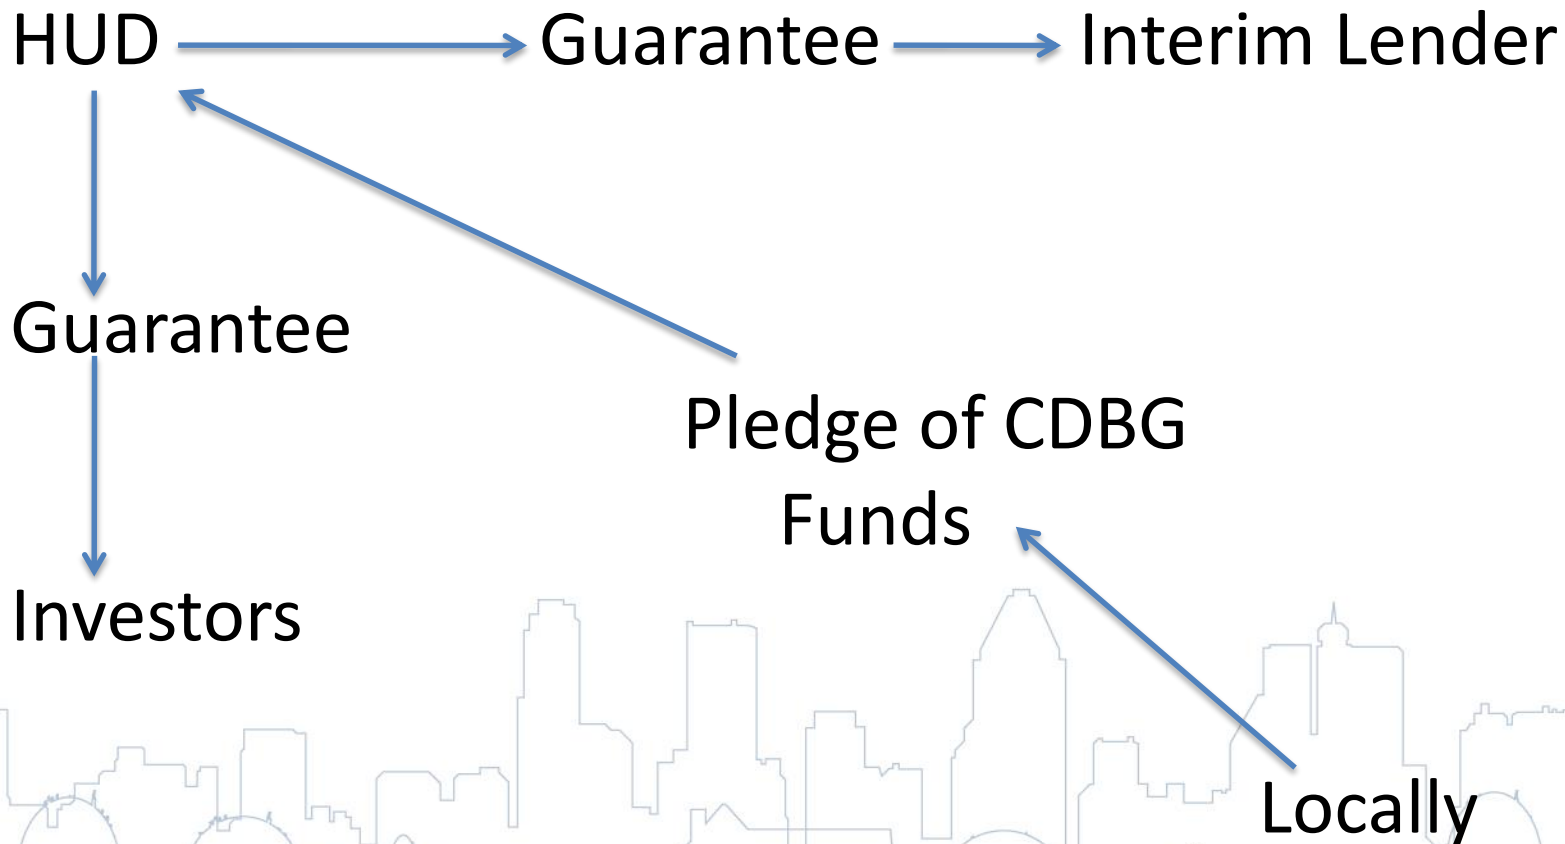 HUD Guarantee Interim Lender
Guarantee
Pledge of CDBG
Funds
Investors
Locally